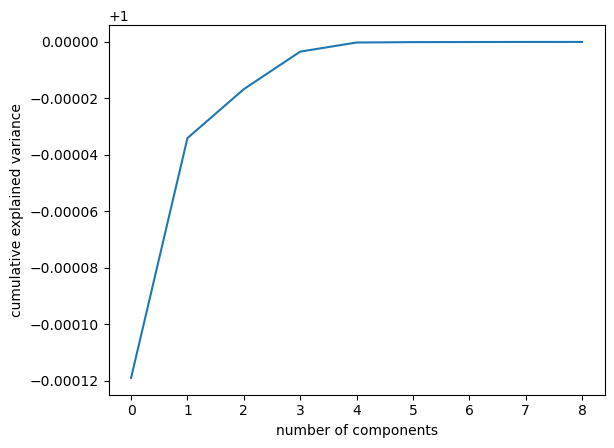 +1
0.00000
−0.00002
−0.00004
−0.00006
−0.00008
−0.00010
−0.00012
cumulative explained variance
0 1 2 3 4 5 6 7 8
number of components